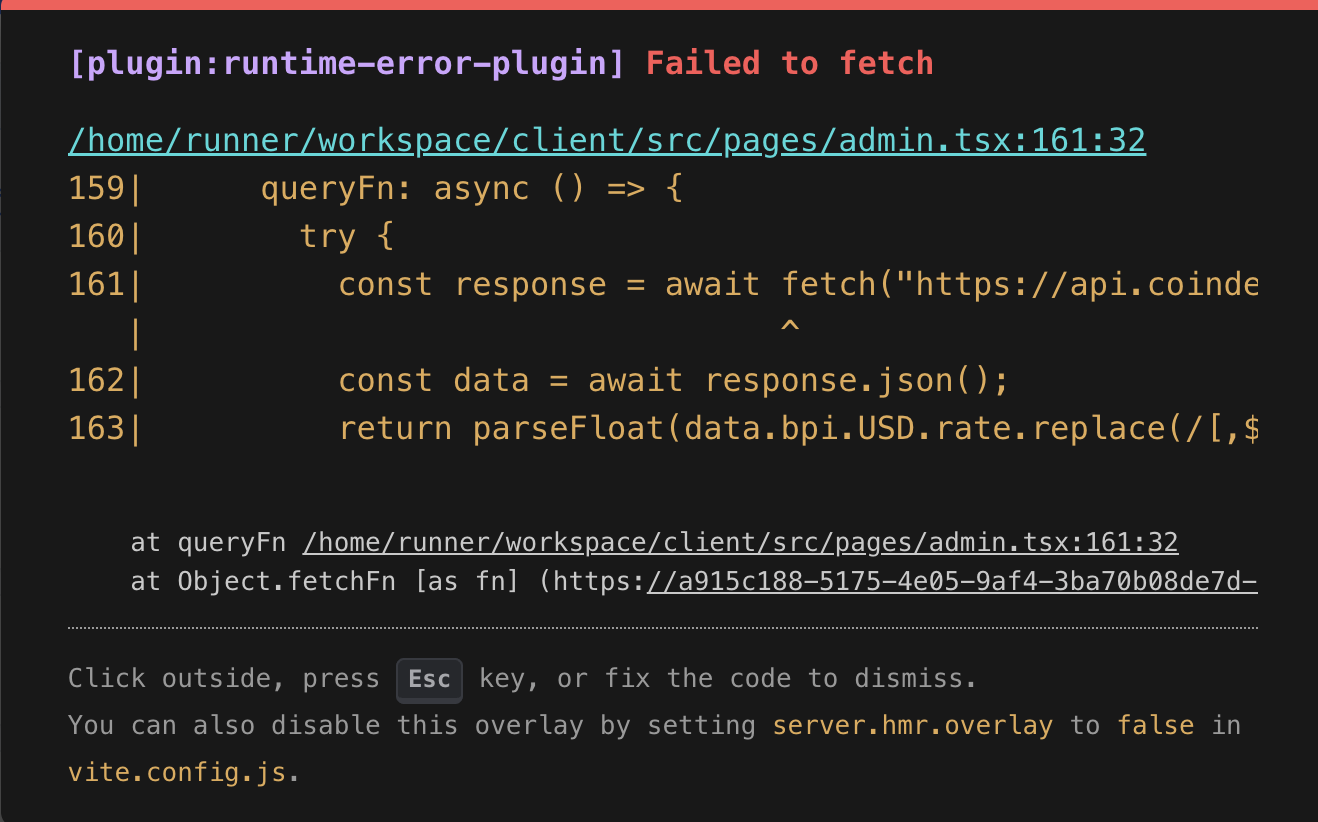 [plugin:runtime-error-plugin] Failed to fetch
/home/runner/workspace/client/src/pages/admin.tsx:161:32
159|      queryFn: async () => {
160|        try {
161|          const response = await fetch("https://api.coinde
   |                                 ^
162|          const data = await response.json();
163|          return parseFloat(data.bpi.USD.rate.replace(/[,$
at queryFn /home/runner/workspace/client/src/pages/admin.tsx:161:32
at Object.fetchFn [as fn] (https://a915c188-5175-4e05-9af4-3ba70b08de7d-
Click outside, press Esc key, or fix the code to dismiss.
You can also disable this overlay by setting server.hmr.overlay to false in
vite.config.js.